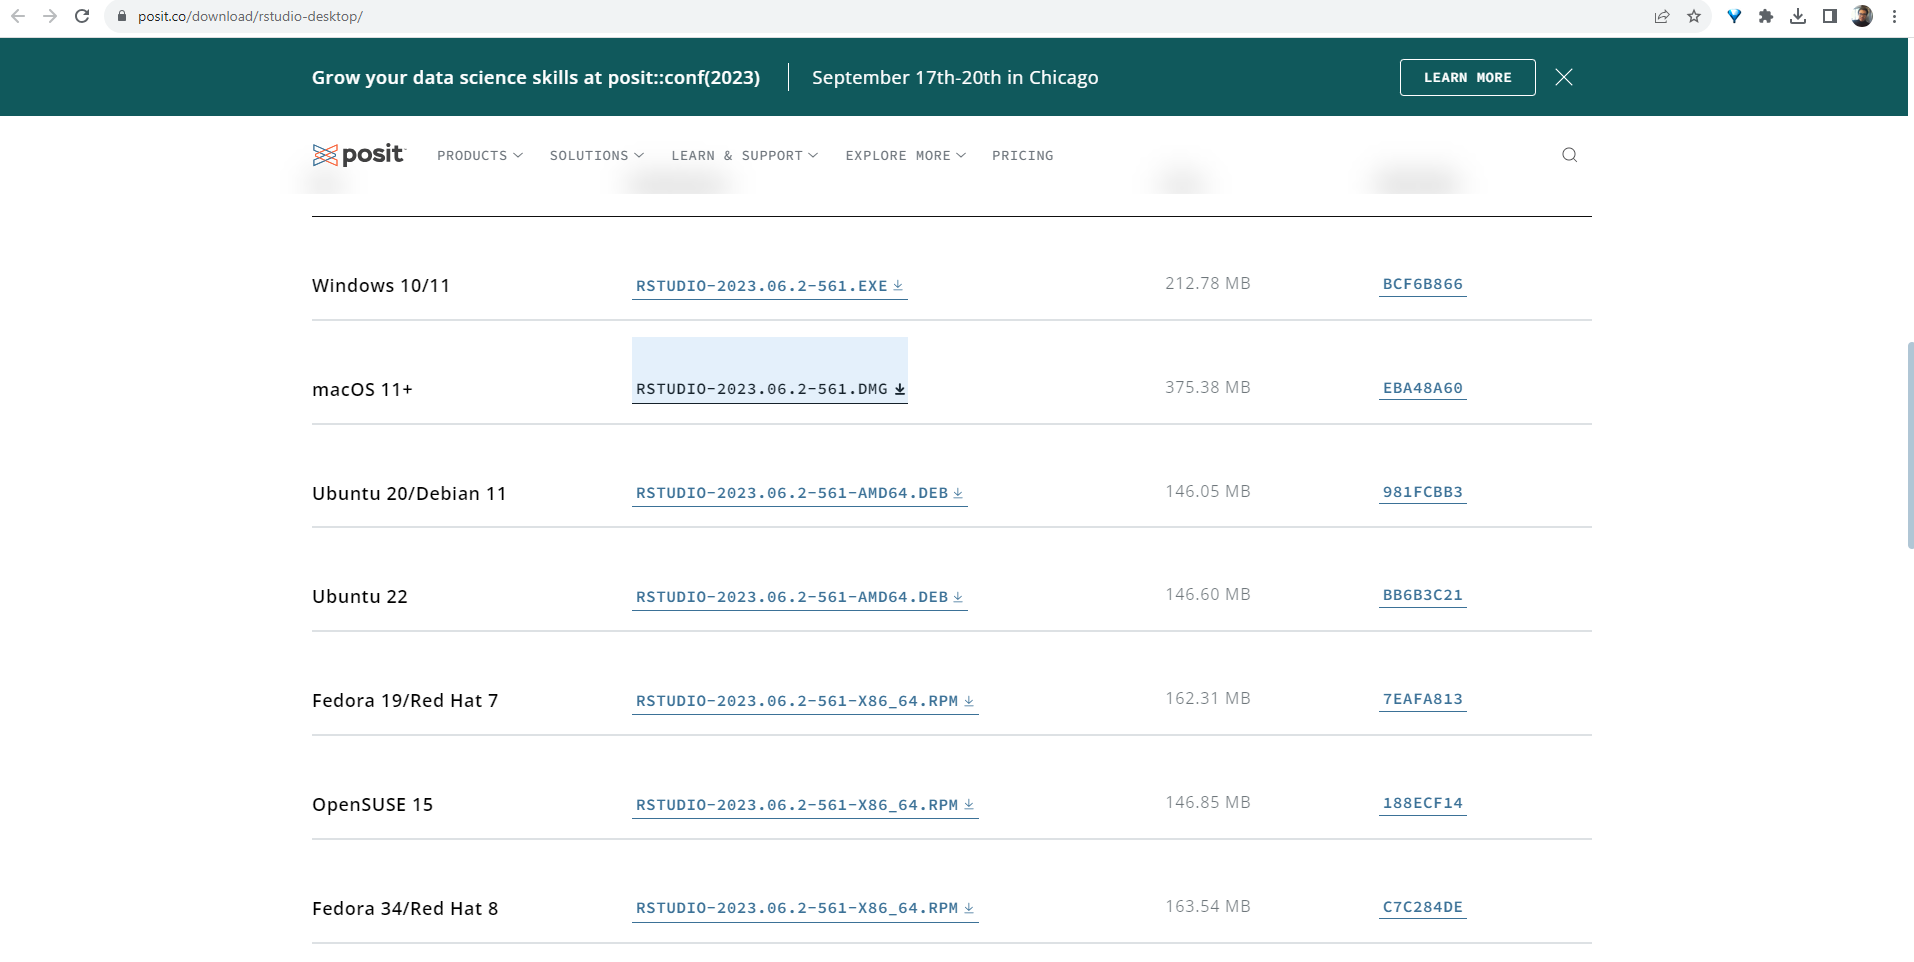 posit.co/download/rstudio-desktop/
Grow your data science skills at posit::conf(2023)
September 17th-20th in Chicago
LEARN MORE
posit
PRODUCTS
SOLUTIONS
LEARN & SUPPORT
EXPLORE MORE
PRICING
Windows 10/11 RSTUDIO-2023.06.2-561.EXE 212.78 MB BCF6B866
macOS 11+ RSTUDIO-2023.06.2-561.DMG 375.38 MB EBA48A60
Ubuntu 20/Debian 11 RSTUDIO-2023.06.2-561-AMD64.DEB 146.05 MB 981FCBB3
Ubuntu 22 RSTUDIO-2023.06.2-561-AMD64.DEB 146.60 MB BB6B3C21
Fedora 19/Red Hat 7 RSTUDIO-2023.06.2-561-X86_64.RPM 162.31 MB 7EAFA813
OpenSUSE 15 RSTUDIO-2023.06.2-561-X86_64.RPM 146.85 MB 188ECF14
Fedora 34/Red Hat 8 RSTUDIO-2023.06.2-561-X86_64.RPM 163.54 MB C7C284DE